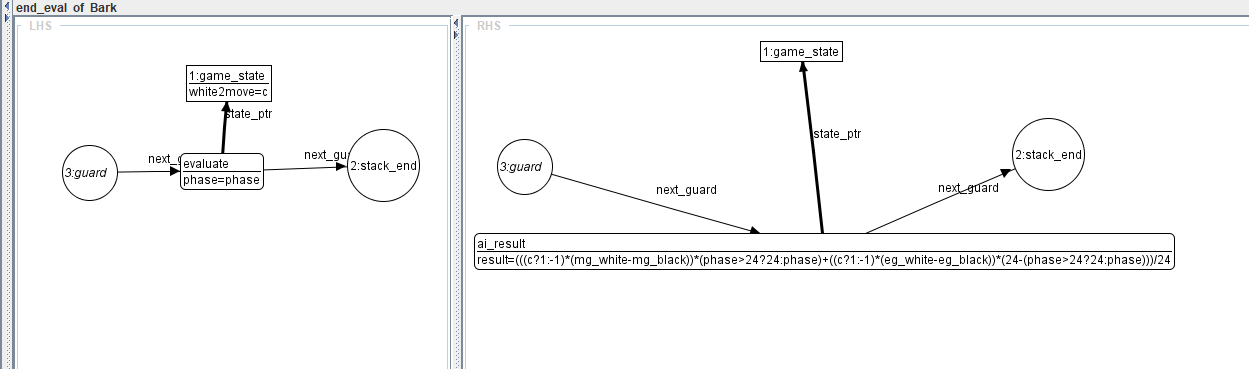 end_eval of Bark
LHS
1:game_state
white2move=c
state_ptr
3:guard
next_g
evaluate
phase=phase
next_gu
2:stack_end
RHS
1:game_state
state_ptr
3:guard
next_guard
2:stack_end
next_guard
ai_result
result=(((c?1:-1)*(mg_white-mg_black))*(phase>24?24:phase)+((c?1:-1)*(eg_white-eg_black))*(24-(phase>24?24:phase)))/24